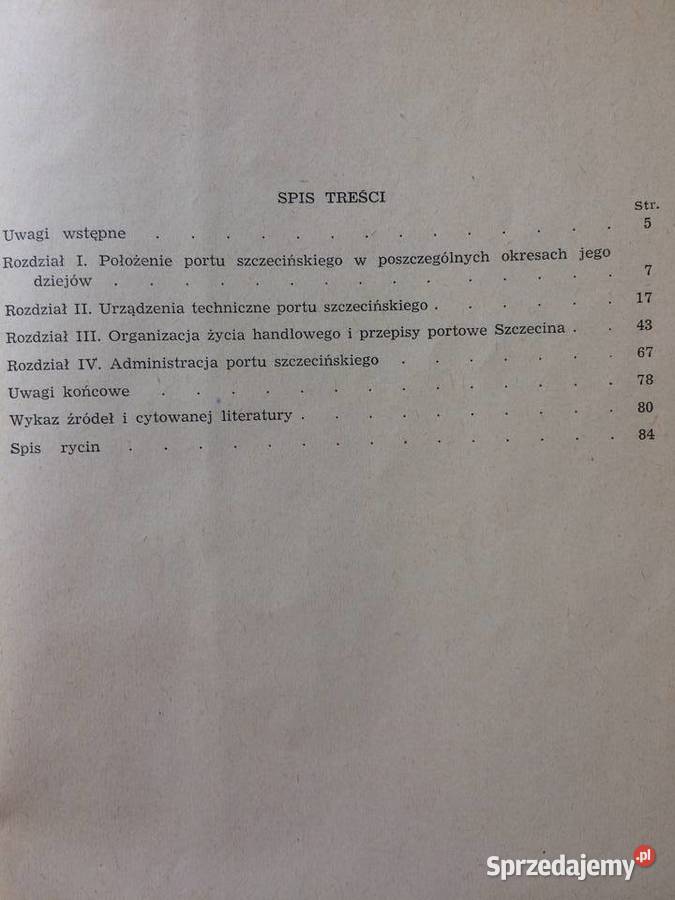 SPIS TREŚCI
Str.
Uwagi wstępne . . . . . . . . . . . . . . 5
Rozdział I. Położenie portu szczecińskiego w poszczególnych okresach jego
dziejów . . . . . . . . . . . . . . . 7
Rozdział II. Urządzenia techniczne portu szczecińskiego . . . . . . 17
Rozdział III. Organizacja życia handlowego i przepisy portowe Szczecina . . 43
Rozdział IV. Administracja portu szczecińskiego . . . . . . . 67
Uwagi końcowe . . . . . . . . . . . . . 78
Wykaz źródeł i cytowanej literatury . . . . . . . . . . 80
Spis rycin . . . . . . . . . . . . . . . 84
Sprzedajemy.pl